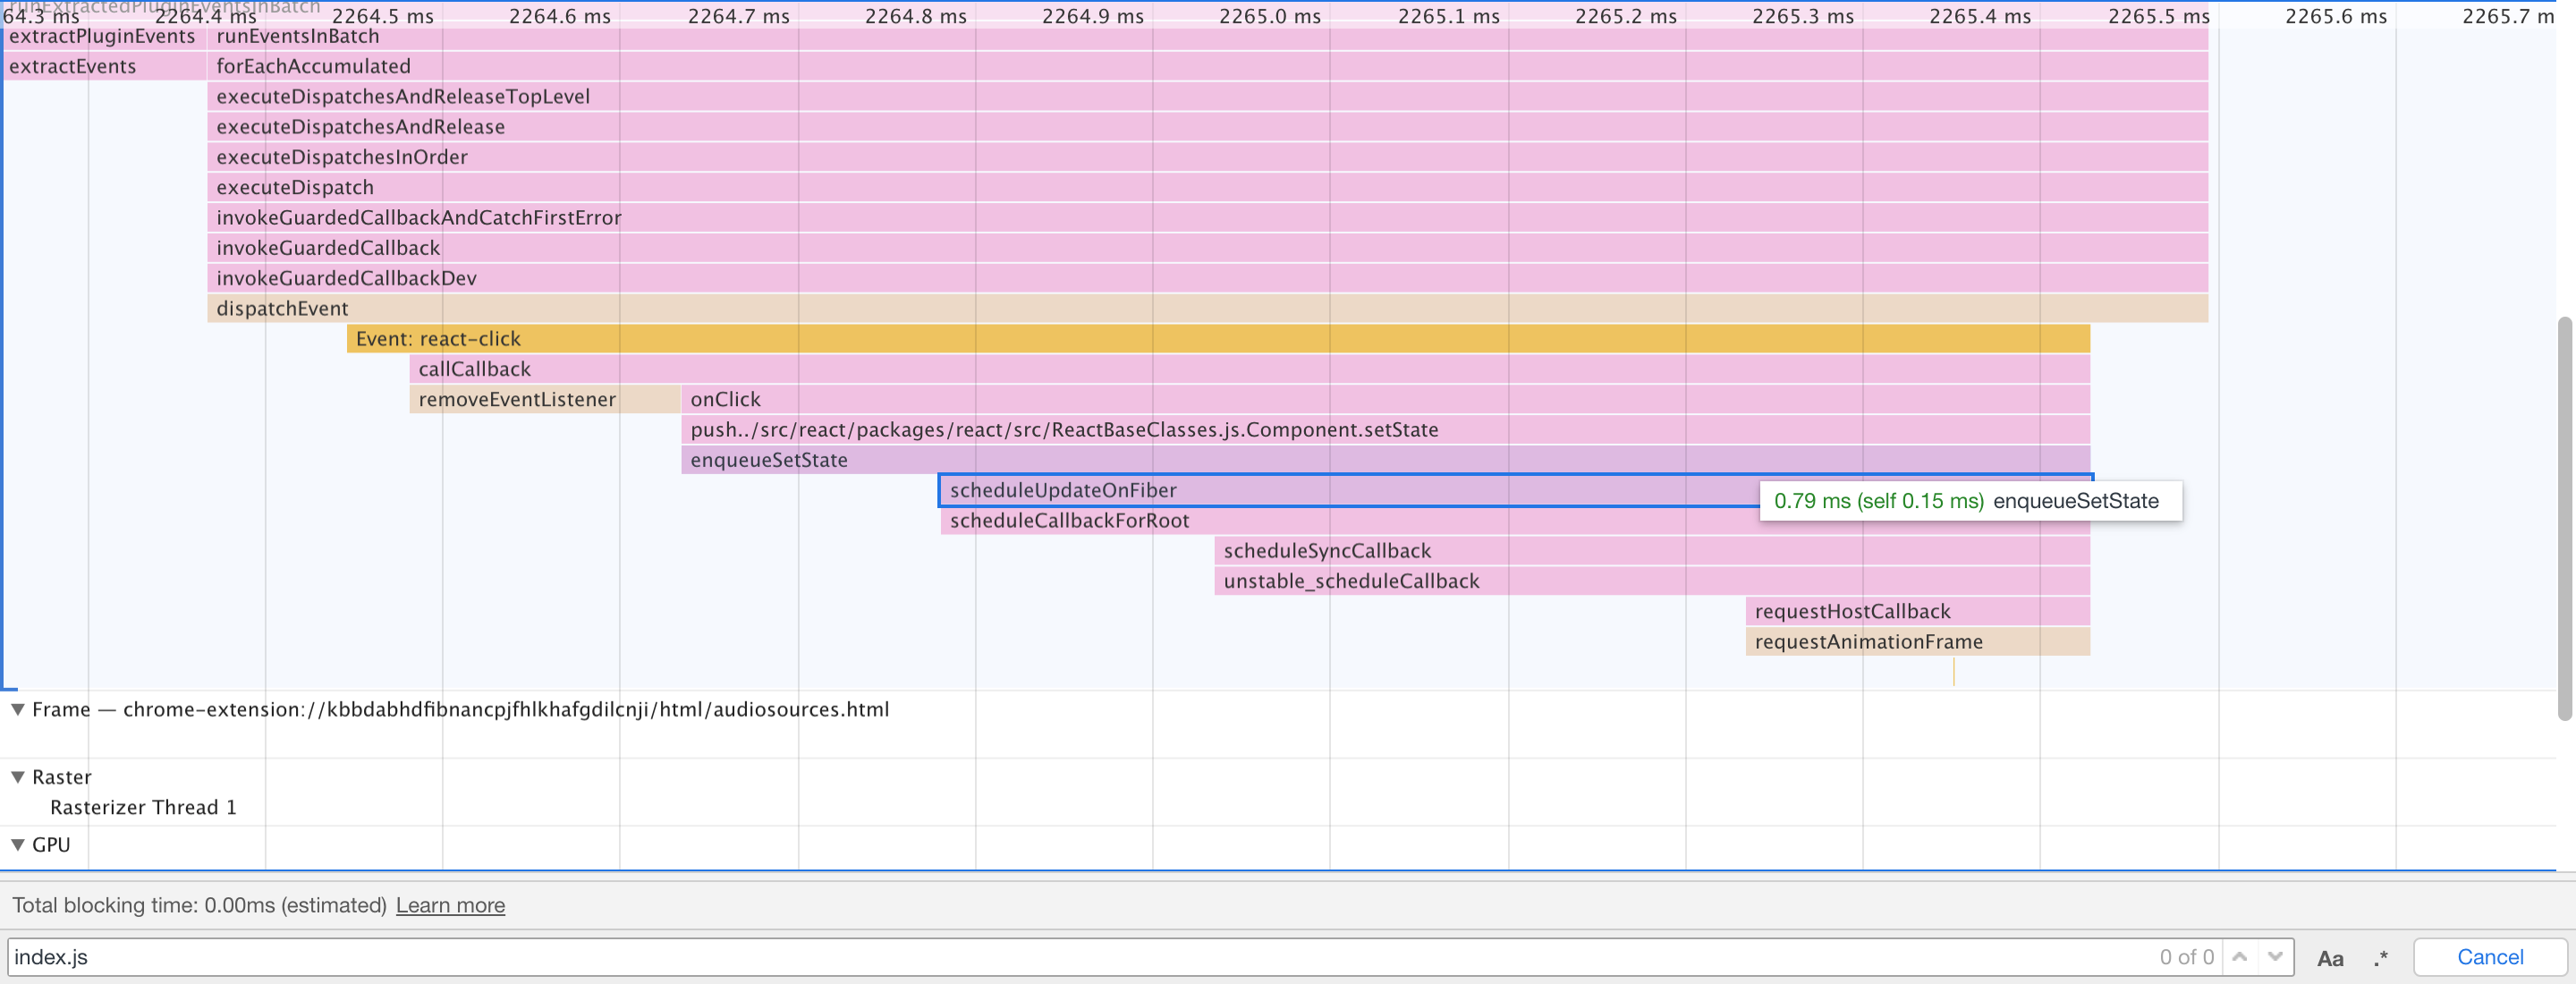 runExtractedPluginEventsInBatch
64.3 ms 2264.4 ms 2264.5 ms 2264.6 ms 2264.7 ms 2264.8 ms 2264.9 ms 2265.0 ms 2265.1 ms 2265.2 ms 2265.3 ms 2265.4 ms 2265.5 ms 2265.6 ms 2265.7 m
extractPluginEvents runEventsInBatch
extractEvents forEachAccumulated
executeDispatchesAndReleaseTopLevel
executeDispatchesAndRelease
executeDispatchesInOrder
executeDispatch
invokeGuardedCallbackAndCatchFirstError
invokeGuardedCallback
invokeGuardedCallbackDev
dispatchEvent
Event: react-click
callCallback
removeEventListener onClick
push../src/react/packages/react/src/ReactBaseClasses.js.Component.setState
enqueueSetState
scheduleUpdateOnFiber
0.79 ms (self 0.15 ms) enqueueSetState
scheduleCallbackForRoot
scheduleSyncCallback
unstable_scheduleCallback
requestHostCallback
requestAnimationFrame
Frame — chrome-extension://kbbdabhdfibnancpjfhlkhafgdilcnji/html/audiosources.html
Raster
Rasterizer Thread 1
GPU
Total blocking time: 0.00ms (estimated) Learn more
index.js 0 of 0 Aa .* Cancel